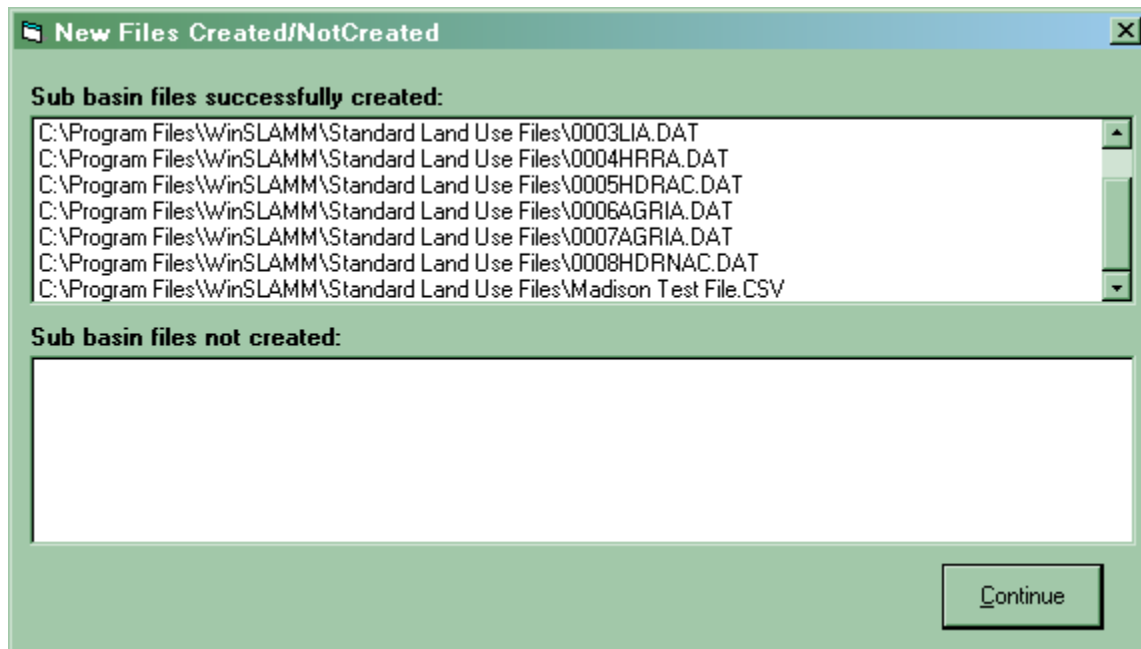 New Files Created/NotCreated
Sub basin files successfully created:
C:\Program Files\WinSLAMM\Standard Land Use Files\0003LIA.DAT
C:\Program Files\WinSLAMM\Standard Land Use Files\0004HRRA.DAT
C:\Program Files\WinSLAMM\Standard Land Use Files\0005HDRAC.DAT
C:\Program Files\WinSLAMM\Standard Land Use Files\0006AGRIA.DAT
C:\Program Files\WinSLAMM\Standard Land Use Files\0007AGRIA.DAT
C:\Program Files\WinSLAMM\Standard Land Use Files\0008HDRNAC.DAT
C:\Program Files\WinSLAMM\Standard Land Use Files\Madison Test File.CSV
Sub basin files not created:
Continue